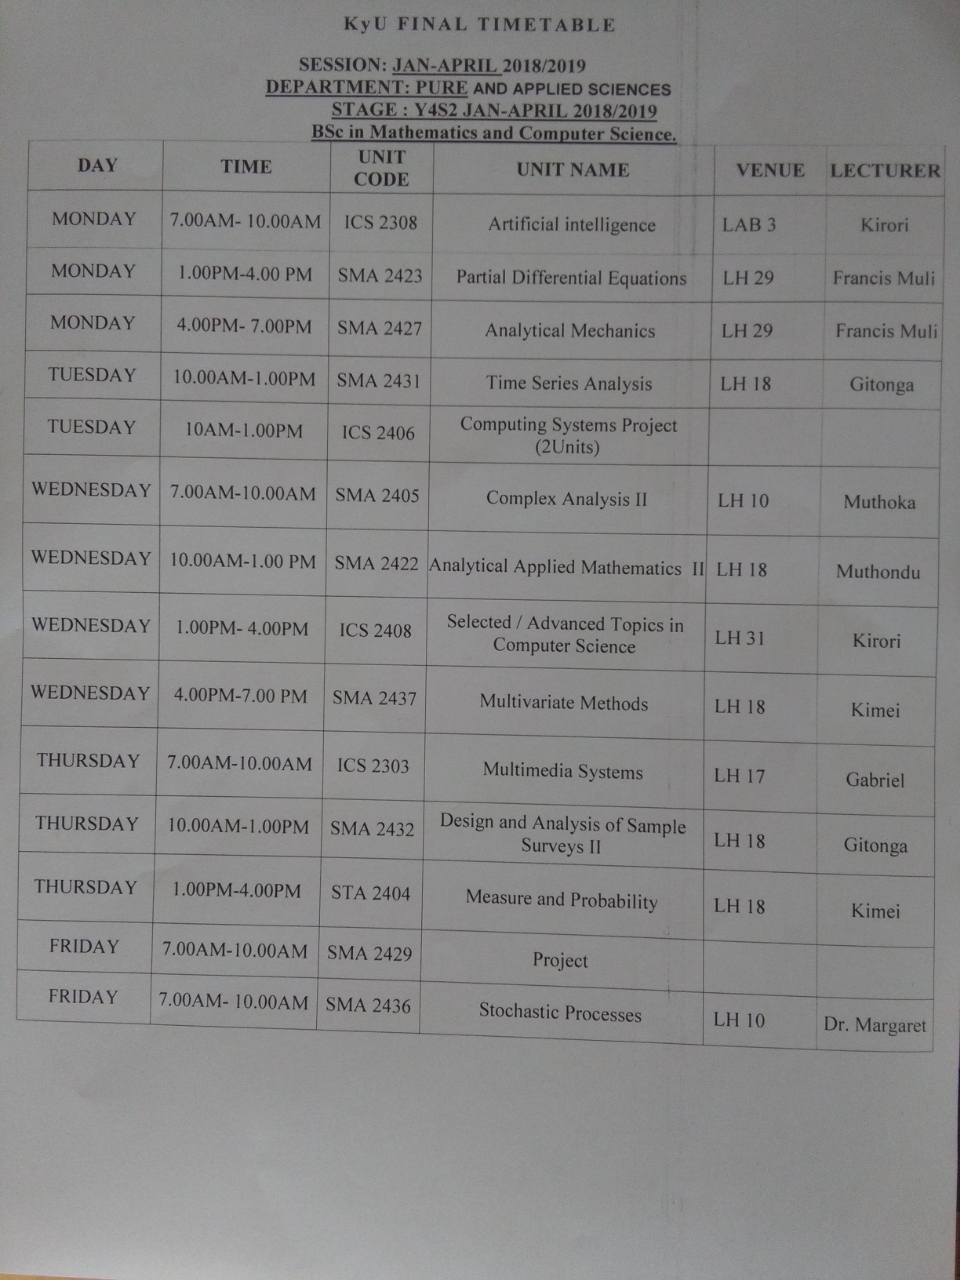 KyU FINAL TIMETABLE
SESSION: JAN-APRIL 2018/2019
DEPARTMENT: PURE AND APPLIED SCIENCES
STAGE : Y4S2 JAN-APRIL 2018/2019
BSc in Mathematics and Computer Science.
DAY TIME UNIT CODE UNIT NAME VENUE LECTURER
MONDAY 7.00AM- 10.00AM ICS 2308 Artificial intelligence LAB 3 Kirori
MONDAY 1.00PM-4.00 PM SMA 2423 Partial Differential Equations LH 29 Francis Muli
MONDAY 4.00PM- 7.00PM SMA 2427 Analytical Mechanics LH 29 Francis Muli
TUESDAY 10.00AM-1.00PM SMA 2431 Time Series Analysis LH 18 Gitonga
TUESDAY 10AM-1.00PM ICS 2406 Computing Systems Project (2Units)
WEDNESDAY 7.00AM-10.00AM SMA 2405 Complex Analysis II LH 10 Muthoka
WEDNESDAY 10.00AM-1.00 PM SMA 2422 Analytical Applied Mathematics II LH 18 Muthondu
WEDNESDAY 1.00PM- 4.00PM ICS 2408 Selected / Advanced Topics in Computer Science LH 31 Kirori
WEDNESDAY 4.00PM-7.00 PM SMA 2437 Multivariate Methods LH 18 Kimei
THURSDAY 7.00AM-10.00AM ICS 2303 Multimedia Systems LH 17 Gabriel
THURSDAY 10.00AM-1.00PM SMA 2432 Design and Analysis of Sample Surveys II LH 18 Gitonga
THURSDAY 1.00PM-4.00PM STA 2404 Measure and Probability LH 18 Kimei
FRIDAY 7.00AM-10.00AM SMA 2429 Project
FRIDAY 7.00AM- 10.00AM SMA 2436 Stochastic Processes LH 10 Dr. Margaret